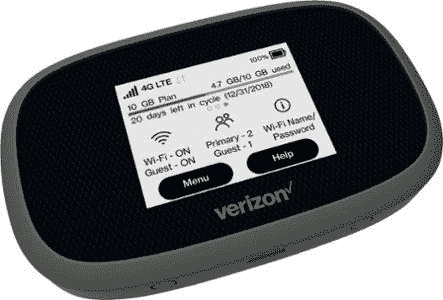 4G LTE 100%
10 GB Plan 4.7 GB/10 GB used
20 days left in cycle (12/31/2018)
Wi-Fi - ON
Guest - ON
Primary - 2
Guest - 1
Wi-Fi Name/
Password
Menu Help
verizon